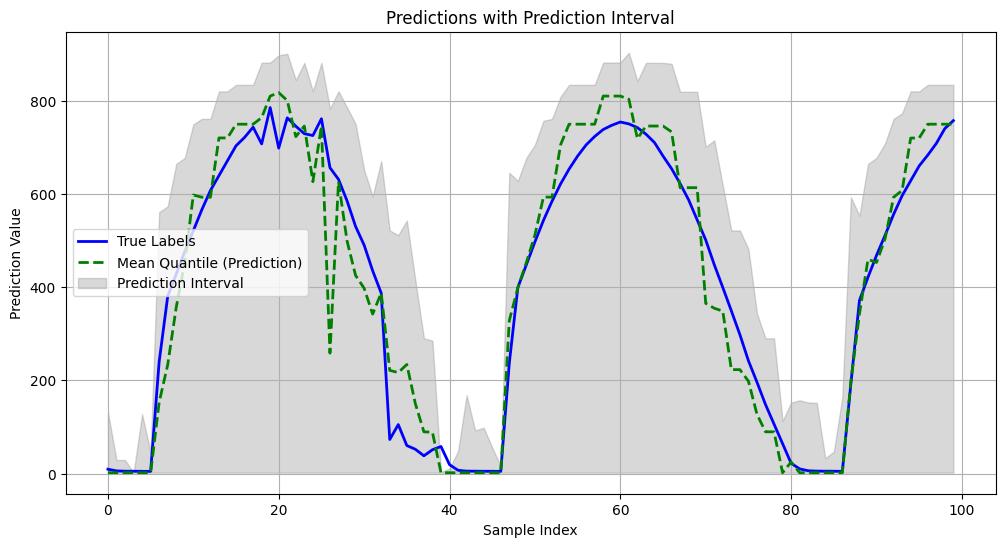 Predictions with Prediction Interval
Prediction Value
800
600
400
200
0
True Labels
Mean Quantile (Prediction)
Prediction Interval
0
20
40
60
80
100
Sample Index